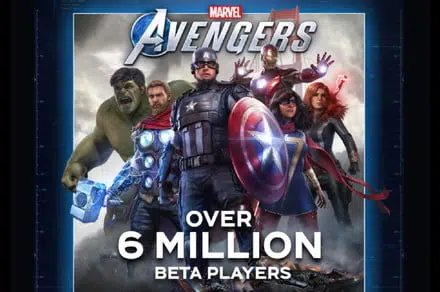 MARVEL
AVENGERS
OVER
6 MILLION
BETA PLAYERS